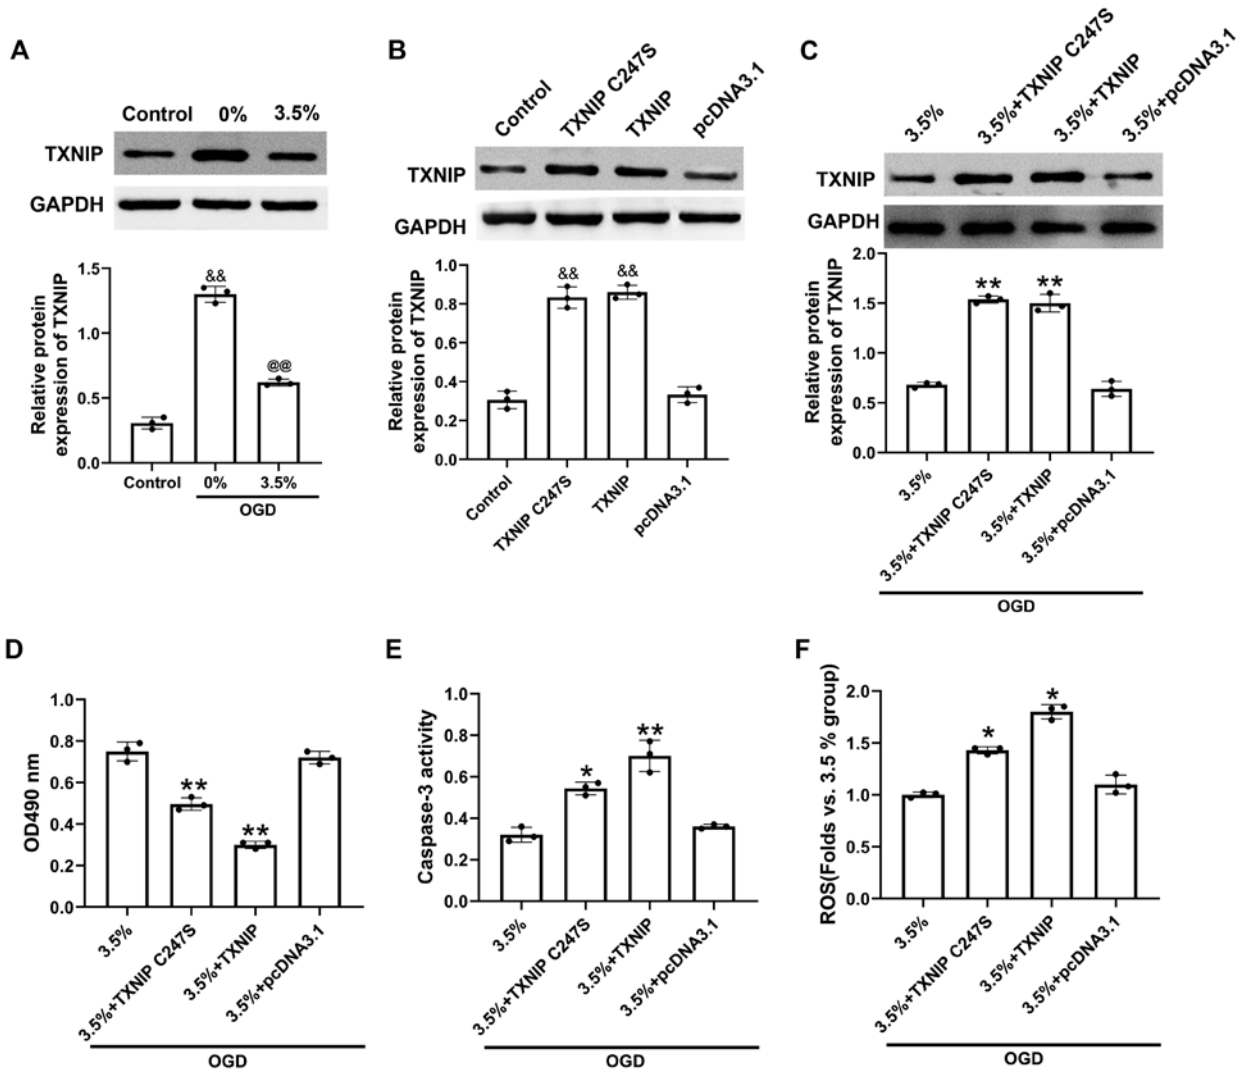 A
Control 0% 3.5%
TXNIP
GAPDH
Relative protein
expression of TXNIP
1.5
1.0
0.5
0.0
&&
@@
Control 0% 3.5%
OGD
B
Control TXNIP C247S TXNIP pcDNA3.1
TXNIP
GAPDH
Relative protein
expression of TXNIP
1.0
0.8
0.6
0.4
0.2
0.0
&& &&
Control TXNIP C247S TXNIP pcDNA3.1
C
3.5% 3.5%+TXNIP C247S 3.5%+TXNIP 3.5%+pcDNA3.1
TXNIP
GAPDH
Relative protein
expression of TXNIP
2.0
1.5
1.0
0.5
0.0
** **
3.5% 3.5%+TXNIP C247S 3.5%+TXNIP 3.5%+pcDNA3.1
OGD
D
OD490 nm
1.0
0.8
0.6
0.4
0.2
0.0
** **
3.5% 3.5%+TXNIP C247S 3.5%+TXNIP 3.5%+pcDNA3.1
OGD
E
Caspase-3 activity
1.0
0.8
0.6
0.4
0.2
0.0
* **
3.5% 3.5%+TXNIP C247S 3.5%+TXNIP 3.5%+pcDNA3.1
OGD
F
ROS(Folds vs. 3.5 % group)
2.0
1.5
1.0
0.5
0.0
* *
3.5% 3.5%+TXNIP C247S 3.5%+TXNIP 3.5%+pcDNA3.1
OGD